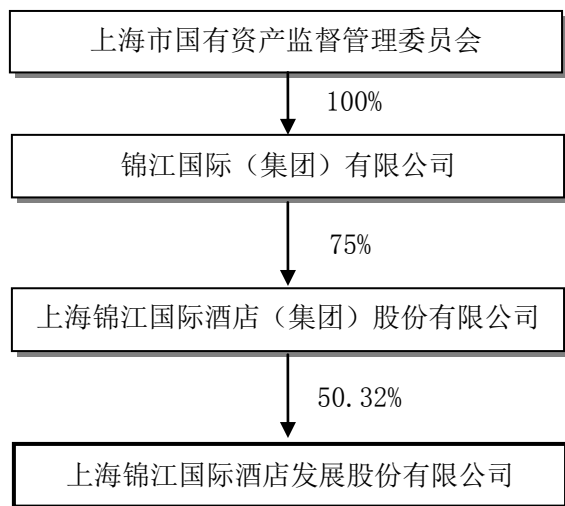 上海市国有资产监督管理委员会
100%
锦江国际（集团）有限公司
75%
上海锦江国际酒店（集团）股份有限公司
50.32%
上海锦江国际酒店发展股份有限公司